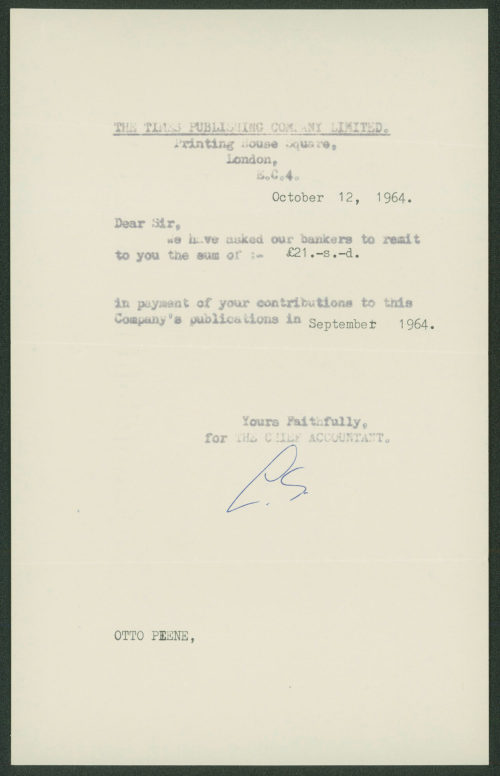 THE TIMES PUBLISHING COMPANY LIMITED.
Printing House Square,
London,
E.C.4.
October 12, 1964.
Dear Sir,
We have asked our bankers to remit
to you the sum of :- £21.-s.-d.
in payment of your contributions to this
Company's publications in September 1964.
Yours Faithfully,
for THE CHIEF ACCOUNTANT.
OTTO PIENE,